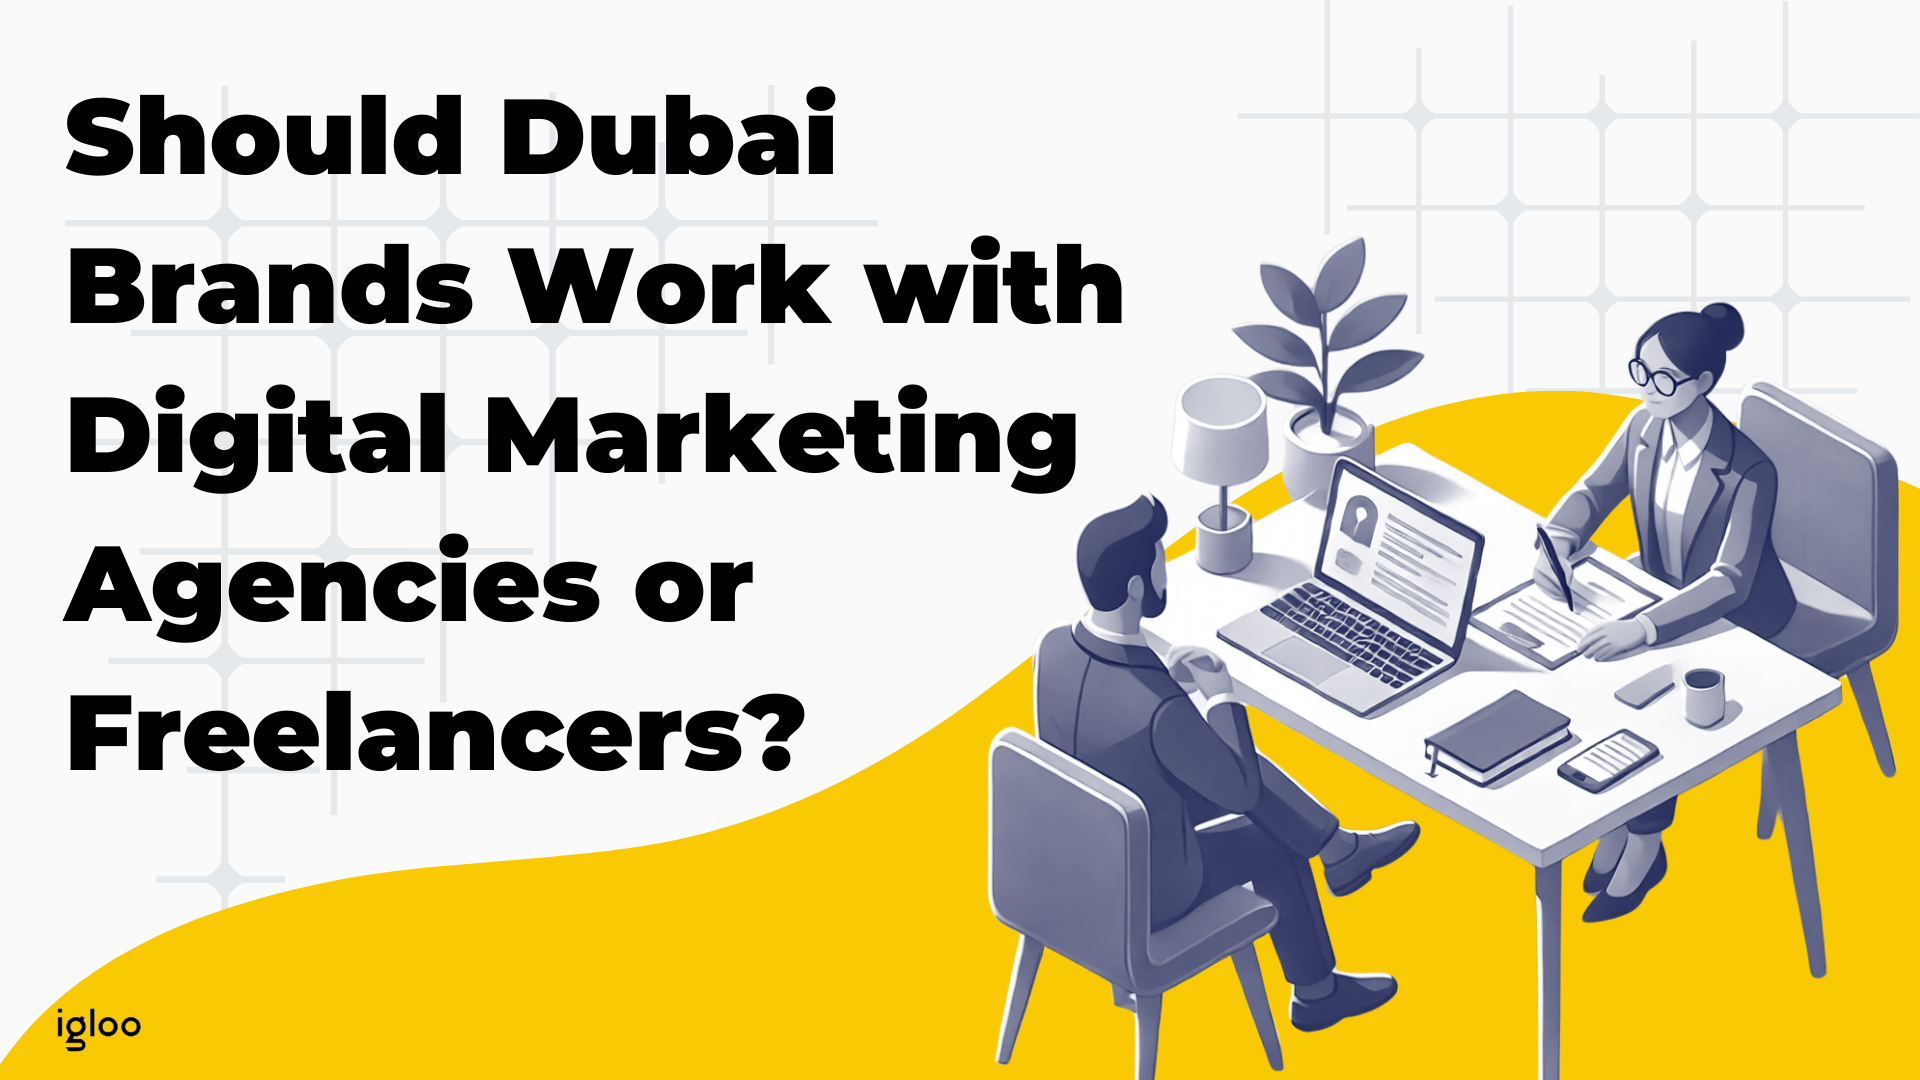 Should Dubai
Brands Work with
Digital Marketing
Agencies or
Freelancers?
igloo